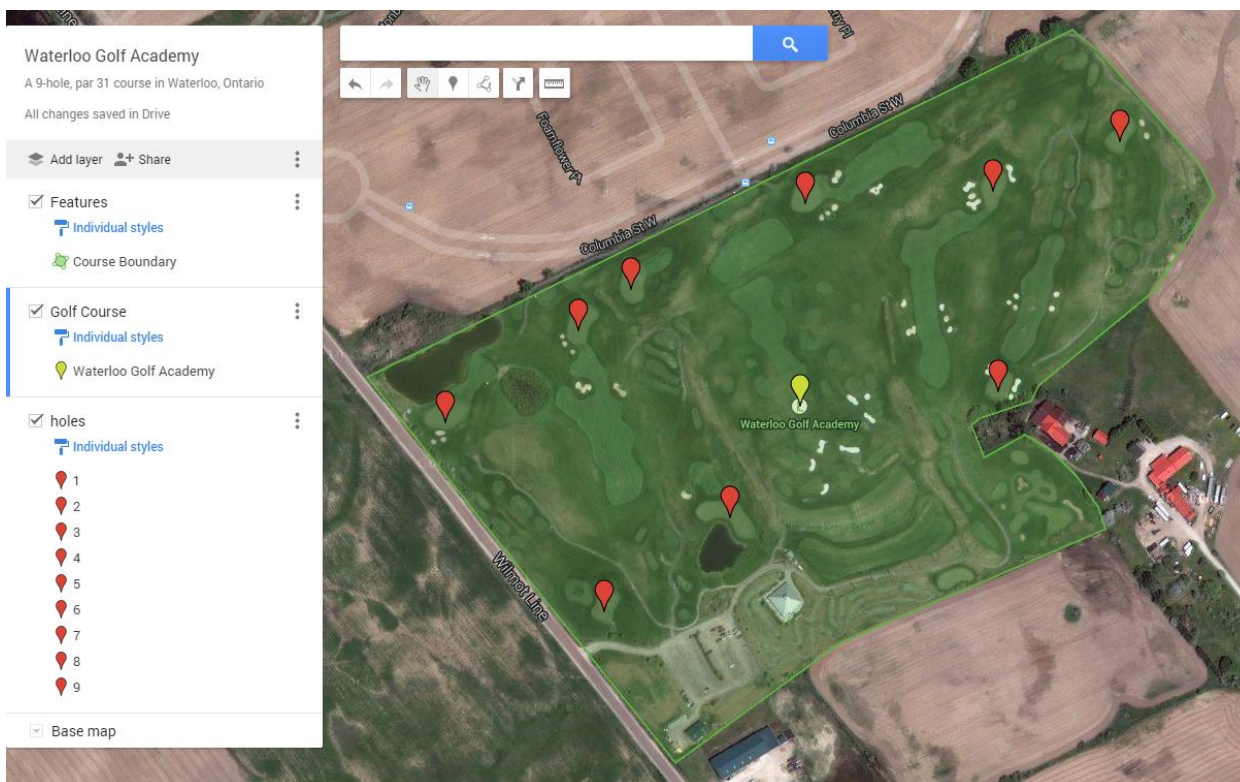 Waterloo Golf Academy
A 9-hole, par 31 course in Waterloo, Ontario
All changes saved in Drive
Add layer Share
Features
Individual styles
Course Boundary
Golf Course
Individual styles
Waterloo Golf Academy
holes
Individual styles
1
2
3
4
5
6
7
8
9
Base map
Foamflower Pl
Columbia St W
Columbia St W
Waterloo Golf Academy
Wilmot Line